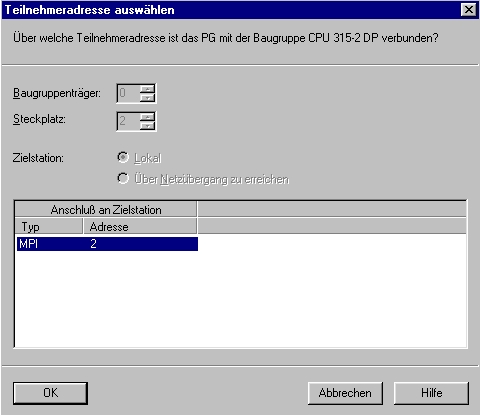 Teilnehmeradresse auswählen
Über welche Teilnehmeradresse ist das PG mit der Baugruppe CPU 315-2 DP verbunden?
Baugruppenträger: 0
Steckplatz: 2
Zielstation: Lokal
Über Netzübergang zu erreichen
Anschluß an Zielstation
Typ Adresse
MPI 2
OK Abbrechen Hilfe